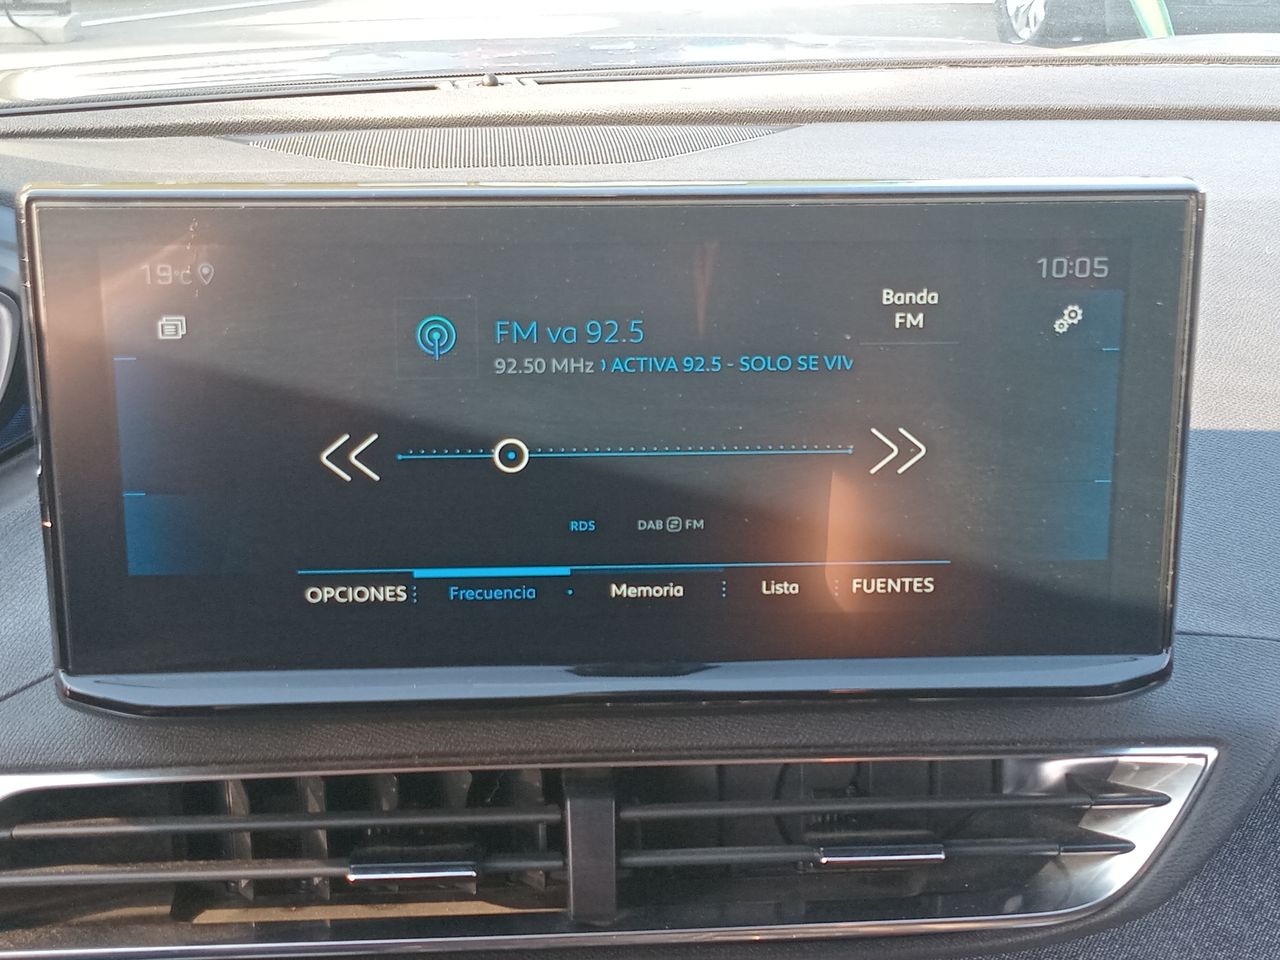 19°C
10:05
Banda
FM
FM va 92.5
92.50 MHz ) ACTIVA 92.5 - SOLO SE VIV
RDS
DAB FM
OPCIONES Frecuencia Memoria Lista FUENTES